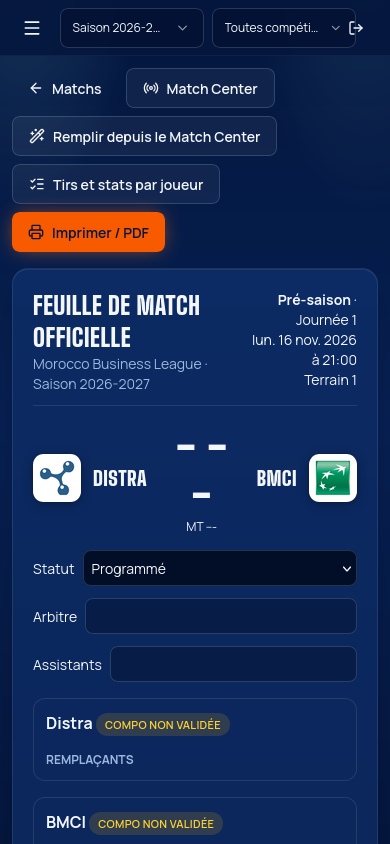 Saison 2026-2...
Toutes compéti...
Matchs
Match Center
Remplir depuis le Match Center
Tirs et stats par joueur
Imprimer / PDF
FEUILLE DE MATCH
OFFICIELLE
Morocco Business League ·
Saison 2026-2027
Pré-saison ·
Journée 1
lun. 16 nov. 2026
à 21:00
Terrain 1
DISTRA
– –
–
BMCI
MT –-
Statut
Programmé
Arbitre
Assistants
Distra COMPO NON VALIDÉE
REMPLAÇANTS
BMCI COMPO NON VALIDÉE